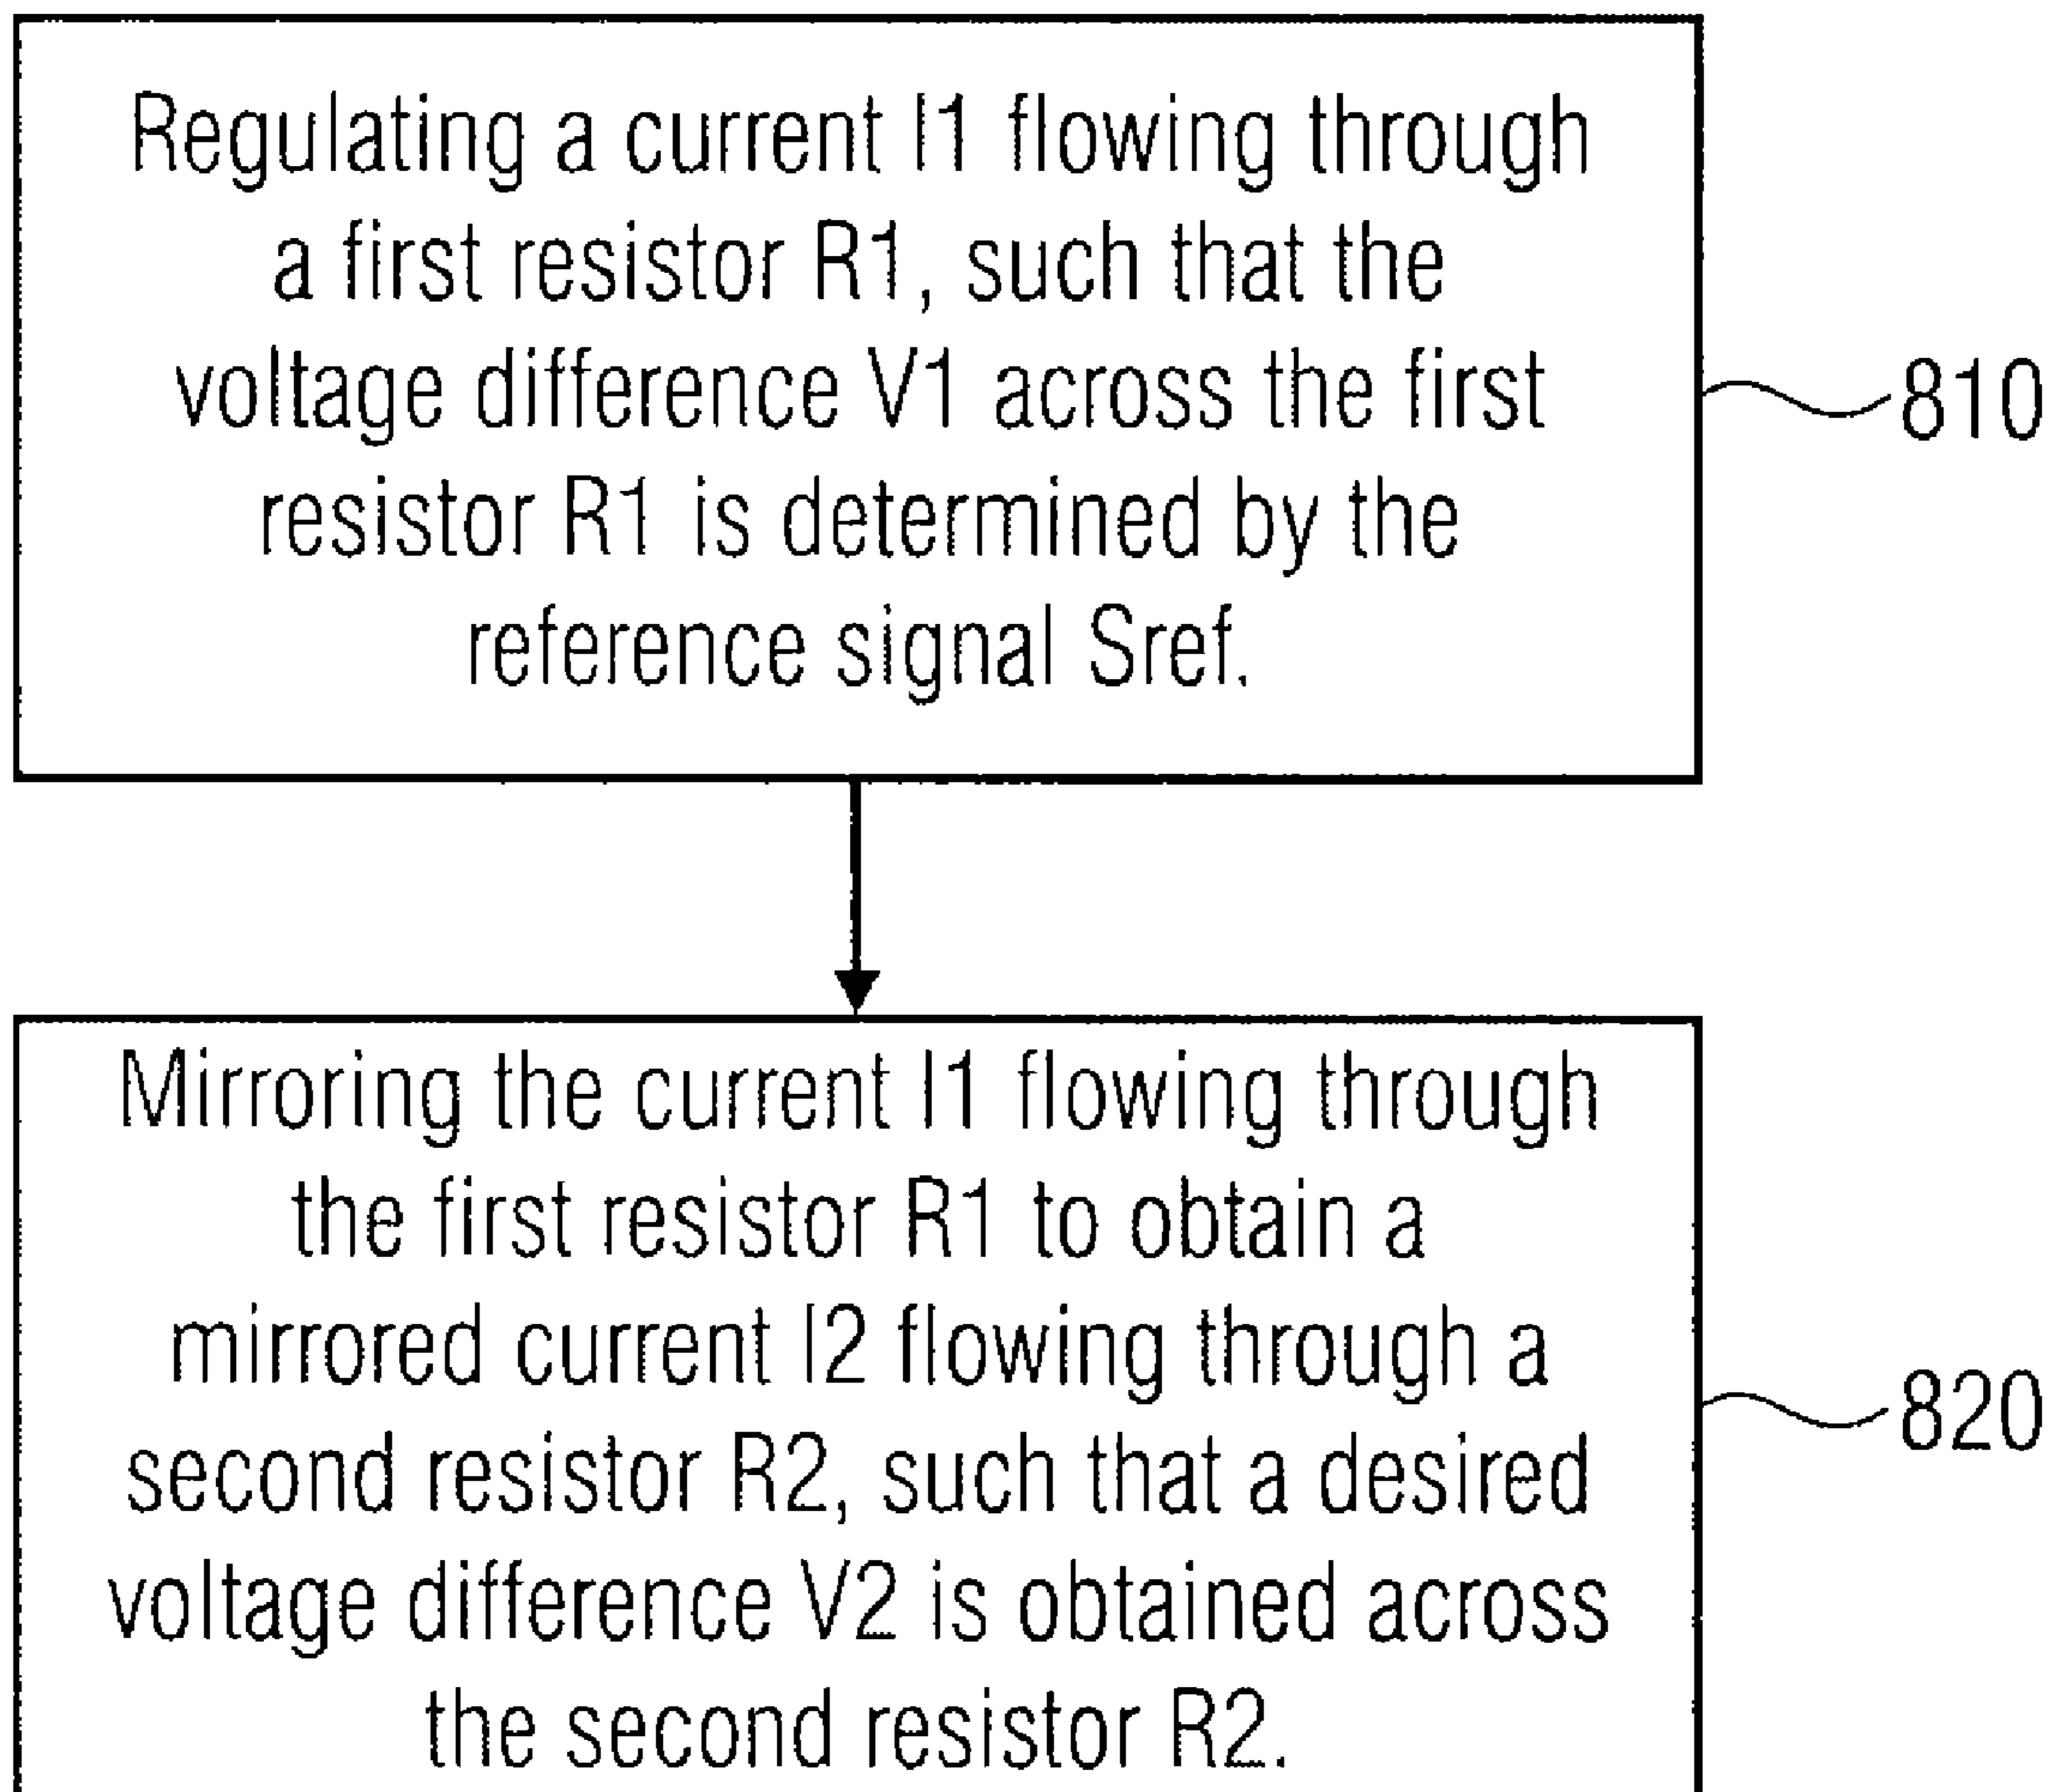 Regulating a current I1 flowing through
a first resistor R1, such that the
voltage difference V1 across the first
resistor R1 is determined by the
reference signal Sref.
810
Mirroring the current I1 flowing through
the first resistor R1 to obtain a
mirrored current I2 flowing through a
second resistor R2, such that a desired
voltage difference V2 is obtained across
the second resistor R2.
820